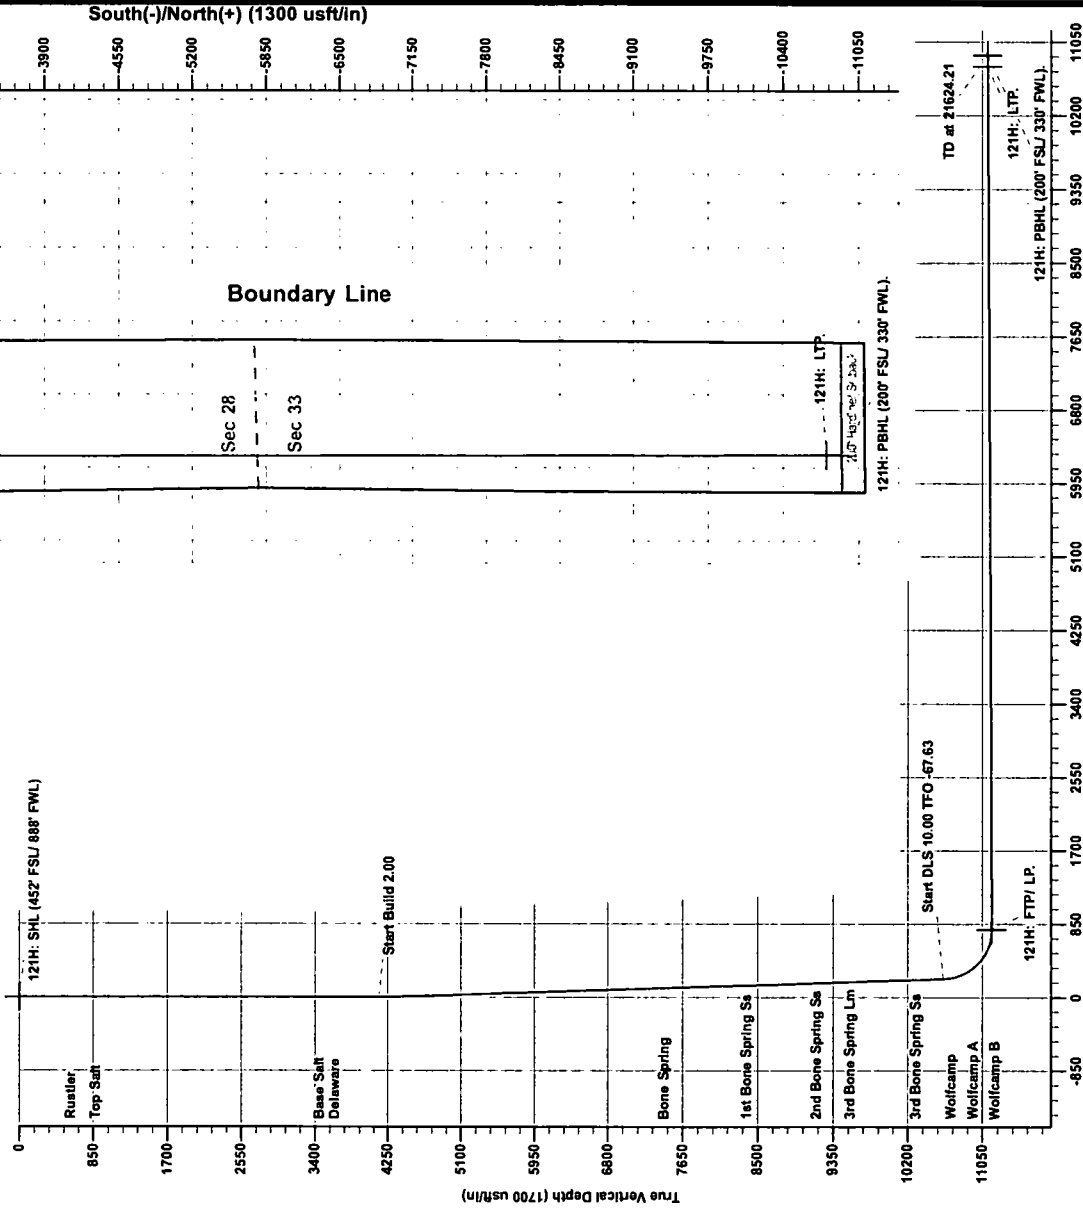 South(-)/North(+) (1300 usft/in)
-3900
-4550
-5200
-5850
-6500
-7150
-7800
-8450
-9100
-9750
-10400
-11050
Boundary Line
Sec 28
Sec 33
121H: LTP.
121H: PBHL (200' FSL/ 330' FWL).
121H: SHL (452' FSL/ 888' FWL)
Start Build 2.00
Start DLS 10.00 TFO -67.63
121H: FTP/ LP.
TD at 21624.21
121H: LTP.
121H: PBHL (200' FSL/ 330' FWL).
Rustler
Top Salt
Base Salt
Delaware
Bone Spring
1st Bone Spring Ss
2nd Bone Spring Ss
3rd Bone Spring Lm
3rd Bone Spring Ss
Wolfcamp
Wolfcamp A
Wolfcamp B
0
850
1700
2550
3400
4250
5100
5950
6800
7650
8500
9350
10200
11050
True Vertical Depth (1700 usft/in)
-850
0
850
1700
2550
3400
4250
5100
5950
6800
7650
8500
9350
10200
11050